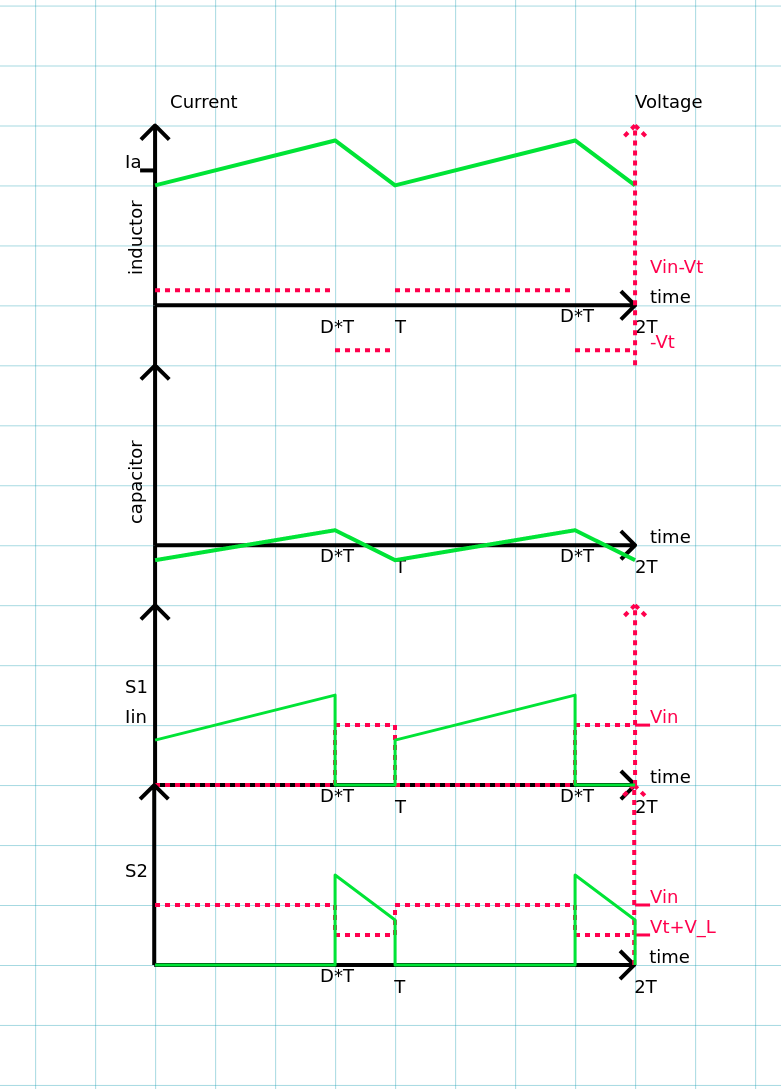 Current
Voltage
Ia
inductor
Vin-Vt
time
D*T
T
D*T
2T
-Vt
capacitor
time
D*T
T
D*T
2T
S1
Iin
Vin
time
D*T
T
D*T
2T
S2
Vin
Vt+V_L
time
D*T
T
2T